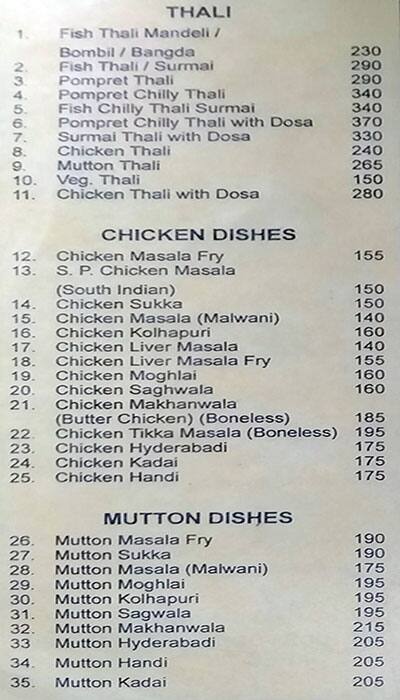 THALI
1. Fish Thali Mandeli /
Bombil / Bangda 230
2. Fish Thali / Surmai 290
3. Pompret Thali 290
4. Pompret Chilly Thali 340
5. Fish Chilly Thali Surmai 340
6. Pompret Chilly Thali with Dosa 370
7. Surmai Thali with Dosa 330
8. Chicken Thali 240
9. Mutton Thali 265
10. Veg. Thali 150
11. Chicken Thali with Dosa 280
CHICKEN DISHES
12. Chicken Masala Fry 155
13. S. P. Chicken Masala
(South Indian) 150
14. Chicken Sukka 150
15. Chicken Masala (Malwani) 140
16. Chicken Kolhapuri 160
17. Chicken Liver Masala 140
18. Chicken Liver Masala Fry 155
19. Chicken Moghlai 160
20. Chicken Saghwala 160
21. Chicken Makhanwala
(Butter Chicken) (Boneless) 185
22. Chicken Tikka Masala (Boneless) 195
23. Chicken Hyderabadi 175
24. Chicken Kadai 175
25. Chicken Handi 175
MUTTON DISHES
26. Mutton Masala Fry 190
27. Mutton Sukka 190
28. Mutton Masala (Malwani) 175
29. Mutton Moghlai 195
30. Mutton Kolhapuri 195
31. Mutton Sagwala 195
32. Mutton Makhanwala 215
33 Mutton Hyderabadi 205
34. Mutton Handi 205
35. Mutton Kadai 205